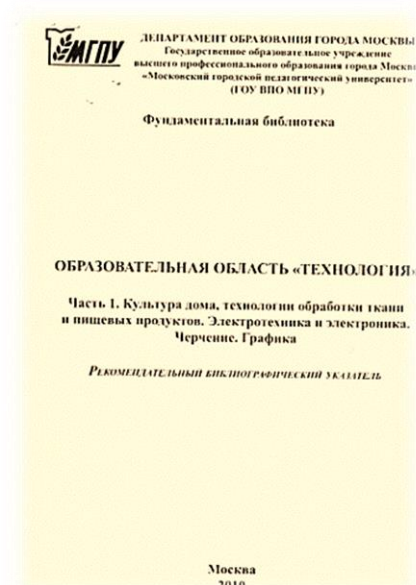 МГПУ
ДЕПАРТАМЕНТ ОБРАЗОВАНИЯ ГОРОДА МОСКВЫ
Государственное образовательное учреждение
высшего профессионального образования города Москв
«Московский городской педагогический университет»
(ГОУ ВПО МГПУ)
Фундаментальная библиотека
ОБРАЗОВАТЕЛЬНАЯ ОБЛАСТЬ «ТЕХНОЛОГИЯ»
Часть 1. Культура дома, технологии обработки ткани
и пищевых продуктов. Электротехника и электроника.
Черчение. Графика
РЕКОМЕНДАТЕЛЬНЫЙ БИБЛИОГРАФИЧЕСКИЙ УКАЗАТЕЛЬ
Москва
2010